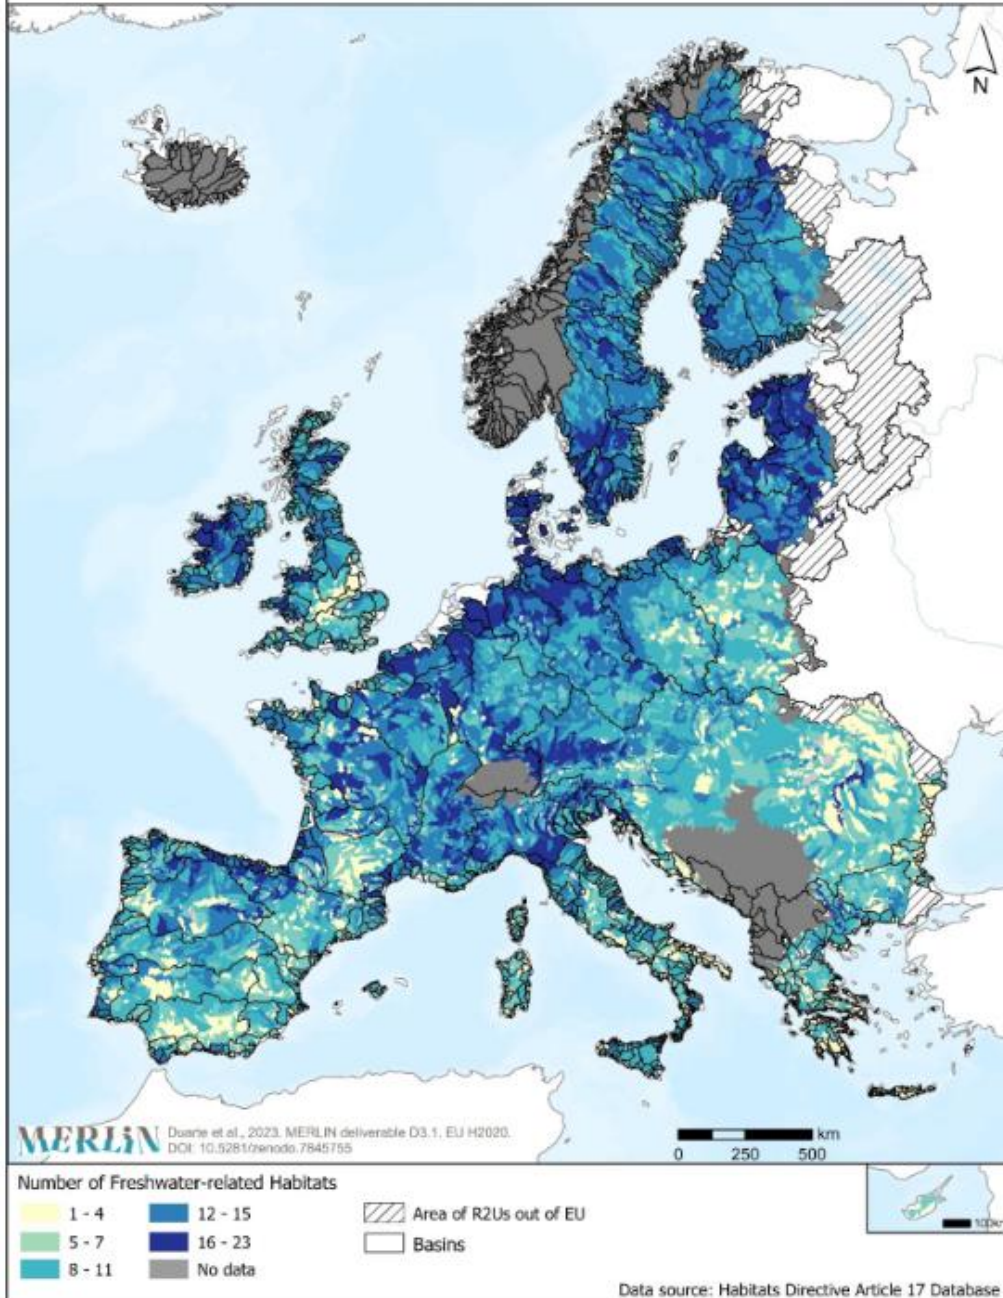 N
MERLiN
Duarte et al., 2023. MERLIN deliverable D3.1. EU H2020.
DOI: 10.5281/zenodo.7845755
km
0 250 500
Number of Freshwater-related Habitats
1 - 4
5 - 7
8 - 11
12 - 15
16 - 23
No data
Area of R2Us out of EU
Basins
100km
Data source: Habitats Directive Article 17 Database